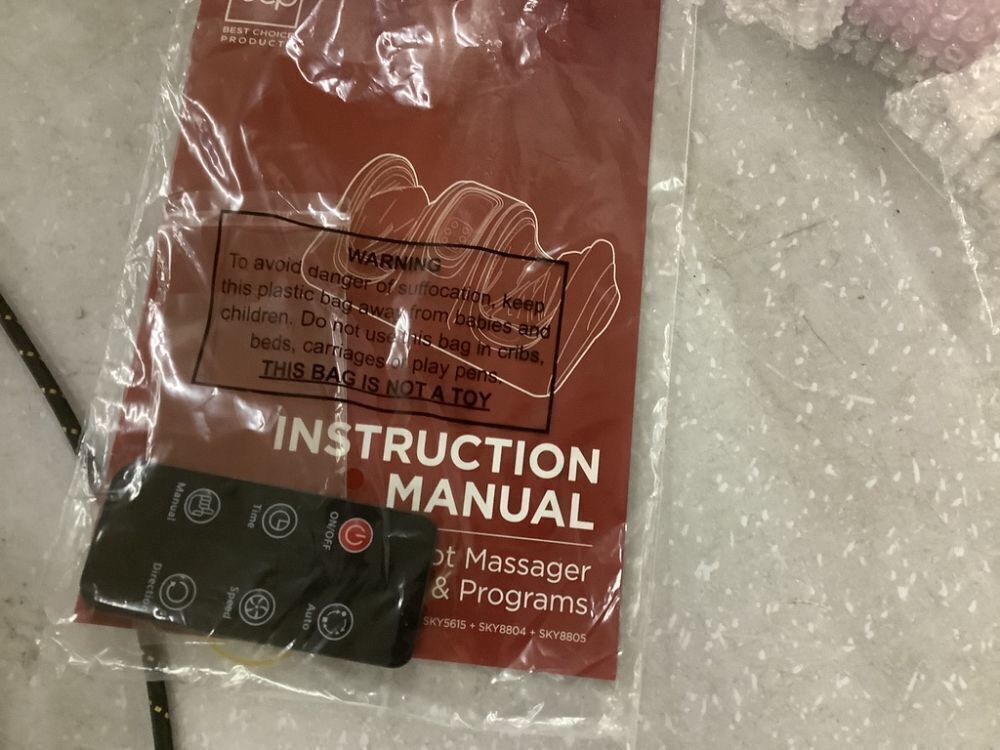 BEST CHOICE
PRODUCTS
WARNING
To avoid danger of suffocation, keep
this plastic bag away from babies and
children. Do not use this bag in cribs,
beds, carriages or play pens.
THIS BAG IS NOT A TOY
INSTRUCTION
MANUAL
Massager
& Programs
SKY5615 + SKY8804 + SKY8805
ON/OFF
Time
Manual
Auto
Speed
Direction